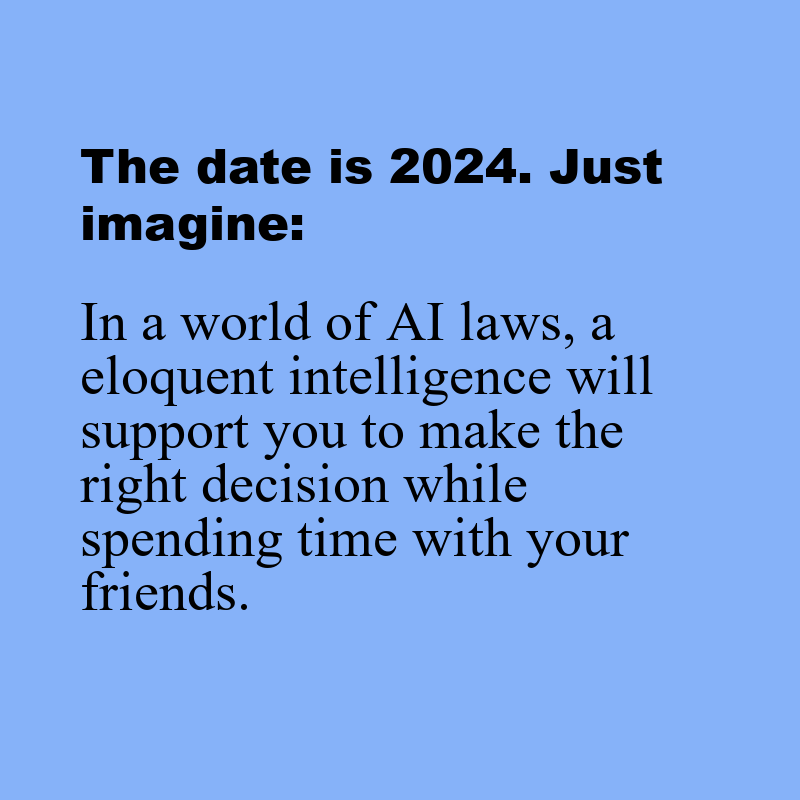 The date is 2024. Just
imagine:
In a world of AI laws, a
eloquent intelligence will
support you to make the
right decision while
spending time with your
friends.